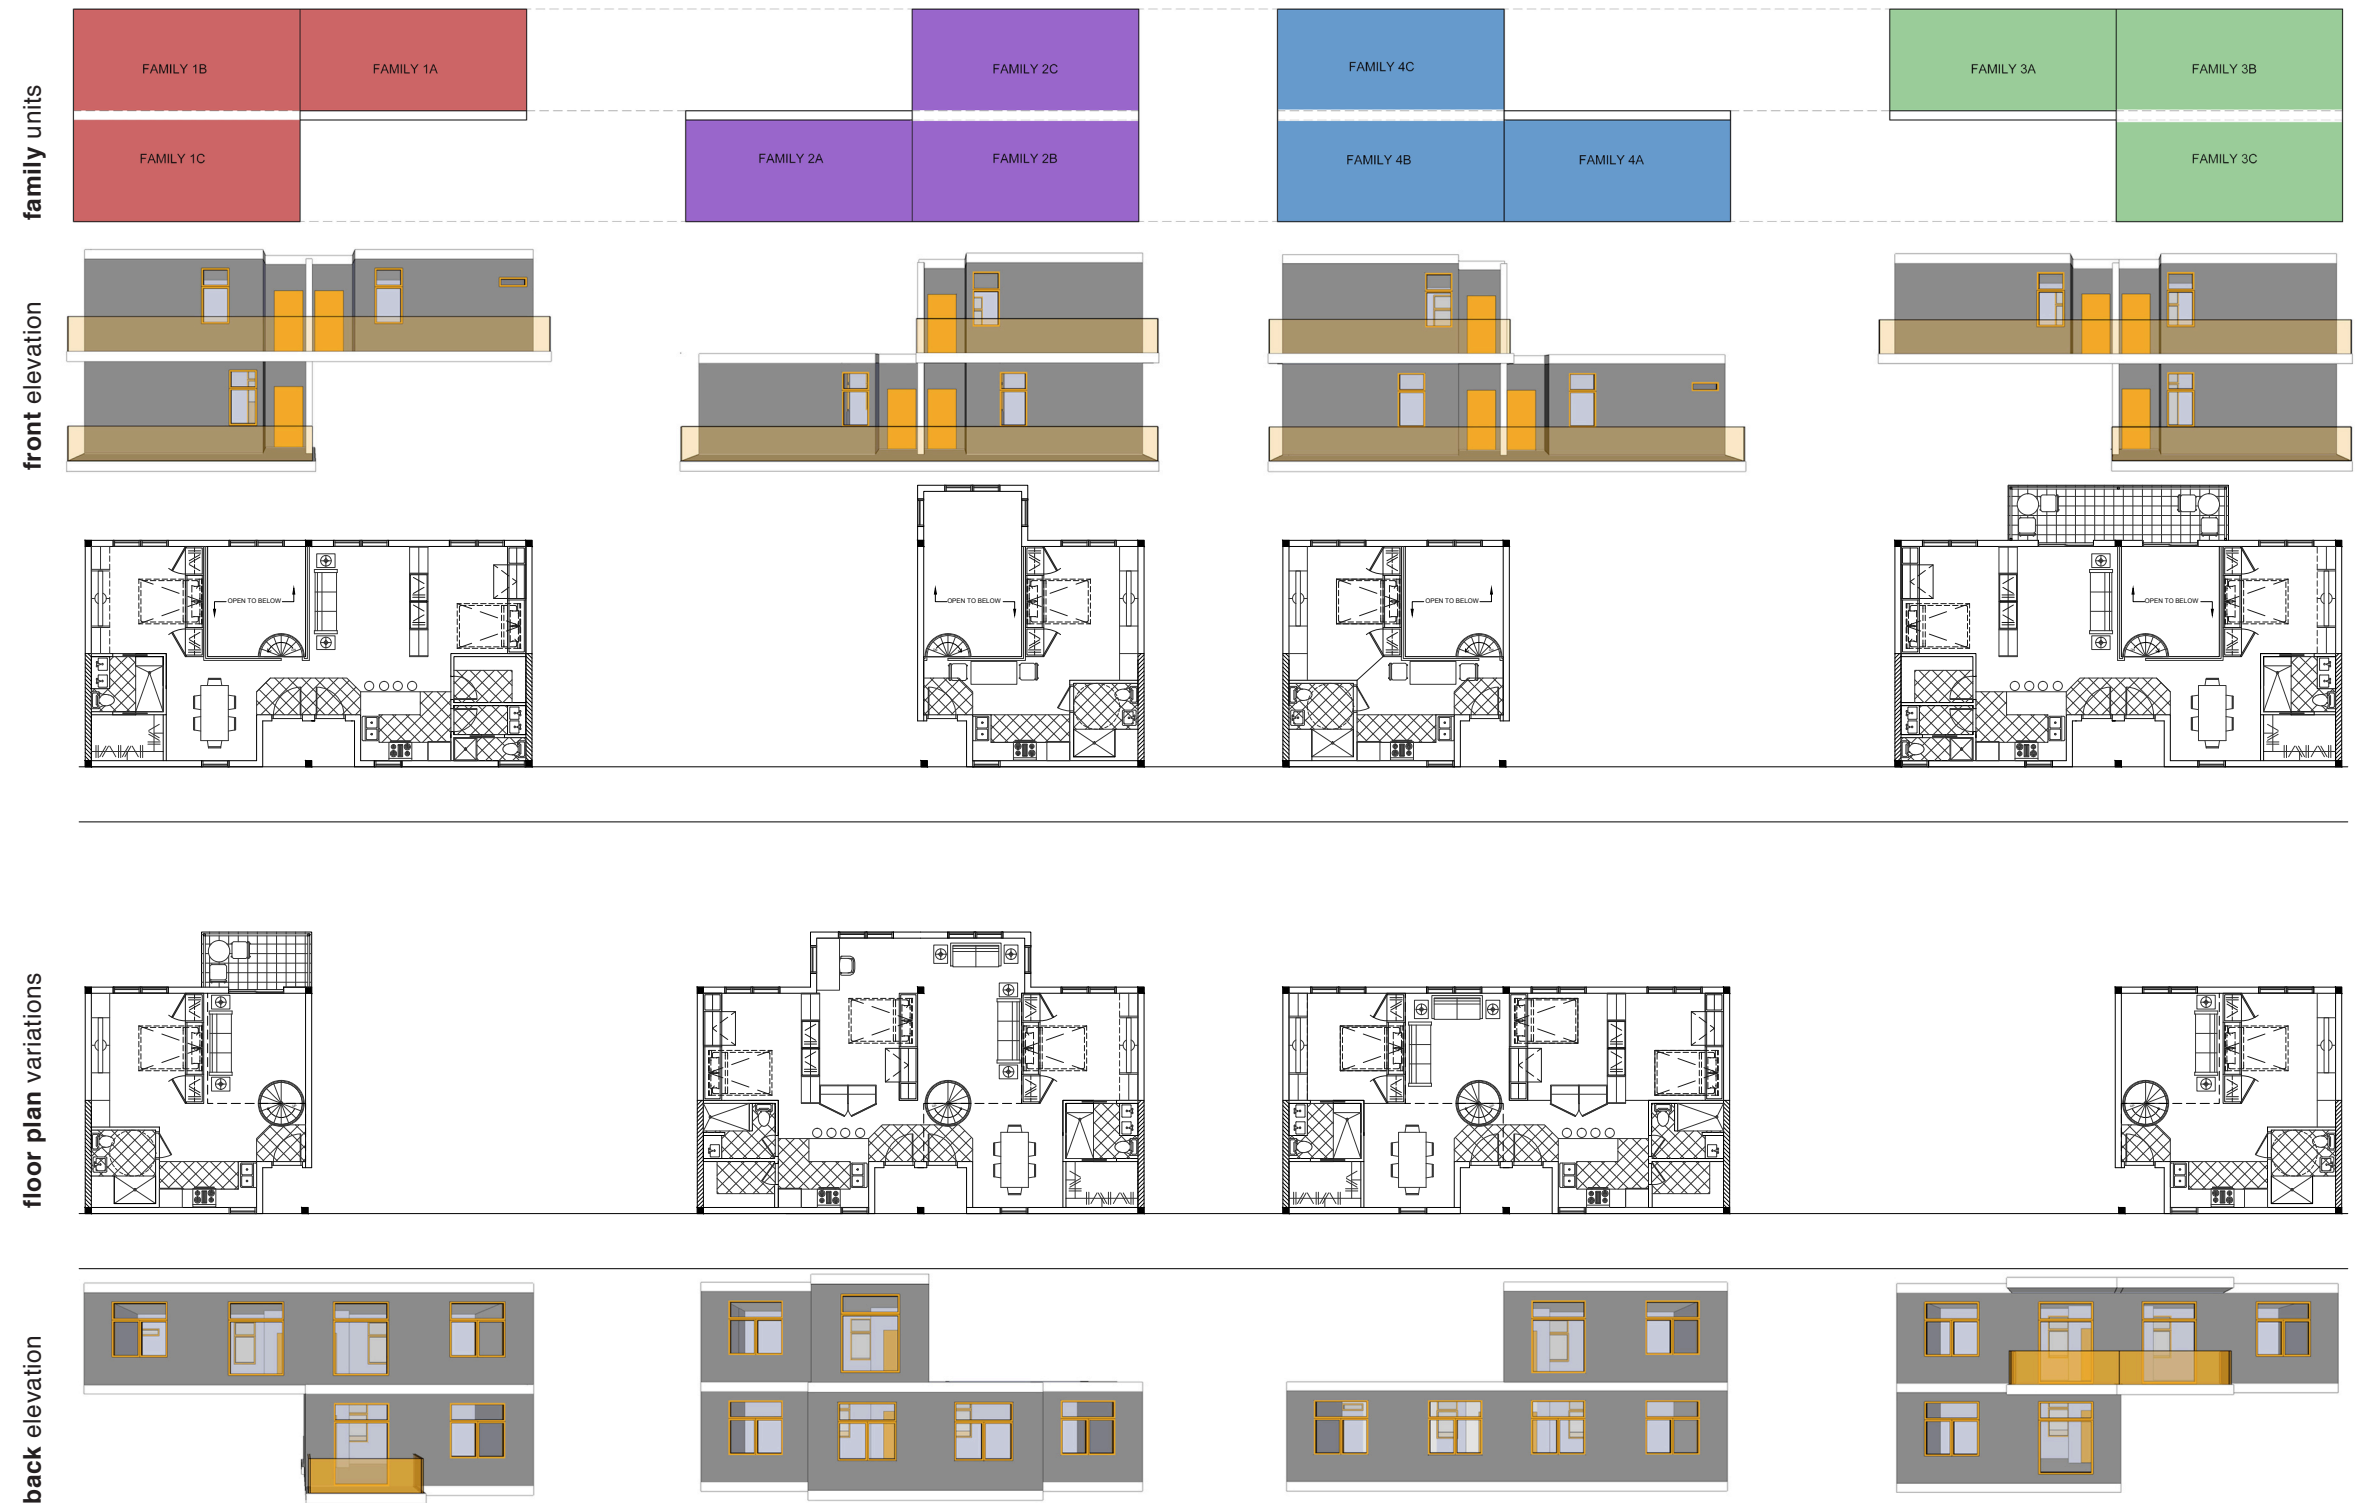 family units
FAMILY 1B
FAMILY 1A
FAMILY 2C
FAMILY 4C
FAMILY 3A
FAMILY 3B
FAMILY 1C
FAMILY 2A
FAMILY 2B
FAMILY 4B
FAMILY 4A
FAMILY 3C
front elevation
OPEN TO BELOW
OPEN TO BELOW
OPEN TO BELOW
OPEN TO BELOW
floor plan variations
back elevation